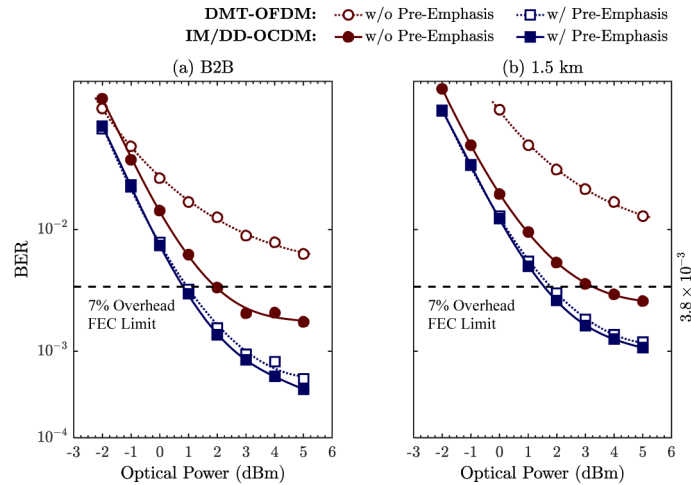 DMT-OFDM: w/o Pre-Emphasis w/ Pre-Emphasis
IM/DD-OCDM: w/o Pre-Emphasis w/ Pre-Emphasis
(a) B2B
(b) 1.5 km
BER
10⁻²
10⁻³
10⁻⁴
7% Overhead
FEC Limit
-3 -2 -1 0 1 2 3 4 5 6
Optical Power (dBm)
7% Overhead
FEC Limit
-3 -2 -1 0 1 2 3 4 5 6
Optical Power (dBm)
3.8 × 10⁻³